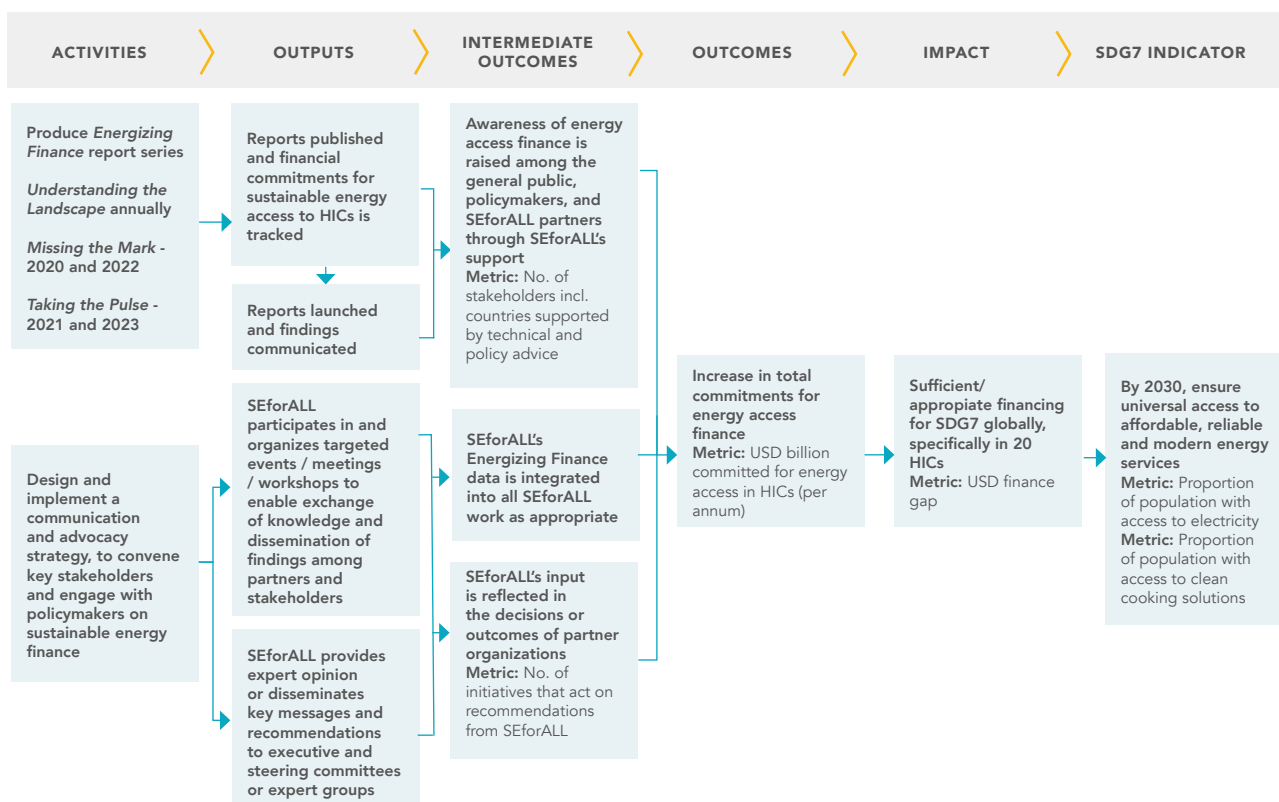 ACTIVITIES
OUTPUTS
INTERMEDIATE
OUTCOMES
OUTCOMES
IMPACT
SDG7 INDICATOR
Produce Energizing
Finance report series
Understanding the
Landscape annually
Missing the Mark -
2020 and 2022
Taking the Pulse -
2021 and 2023
Design and
implement a
communication
and advocacy
strategy, to convene
key stakeholders
and engage with
policymakers on
sustainable energy
finance
Reports published
and financial
commitments for
sustainable energy
access to HICs is
tracked
Reports launched
and findings
communicated
SEforALL
participates in and
organizes targeted
events / meetings
/ workshops to
enable exchange
of knowledge and
dissemination of
findings among
partners and
stakeholders
SEforALL provides
expert opinion
or disseminates
key messages and
recommendations
to executive and
steering committees
or expert groups
Awareness of energy
access finance is
raised among the
general public,
policymakers, and
SEforALL partners
through SEforALL's
support
Metric: No. of
stakeholders incl.
countries supported
by technical and
policy advice
SEforALL's
Energizing Finance
data is integrated
into all SEforALL
work as appropriate
SEforALL's input
is reflected in
the decisions or
outcomes of partner
organizations
Metric: No. of
initiatives that act on
recommendations
from SEforALL
Increase in total
commitments for
energy access
finance
Metric: USD billion
committed for energy
access in HICs (per
annum)
Sufficient/
appropiate financing
for SDG7 globally,
specifically in 20
HICs
Metric: USD finance
gap
By 2030, ensure
universal access to
affordable, reliable
and modern energy
services
Metric: Proportion
of population with
access to electricity
Metric: Proportion
of population with
access to clean
cooking solutions